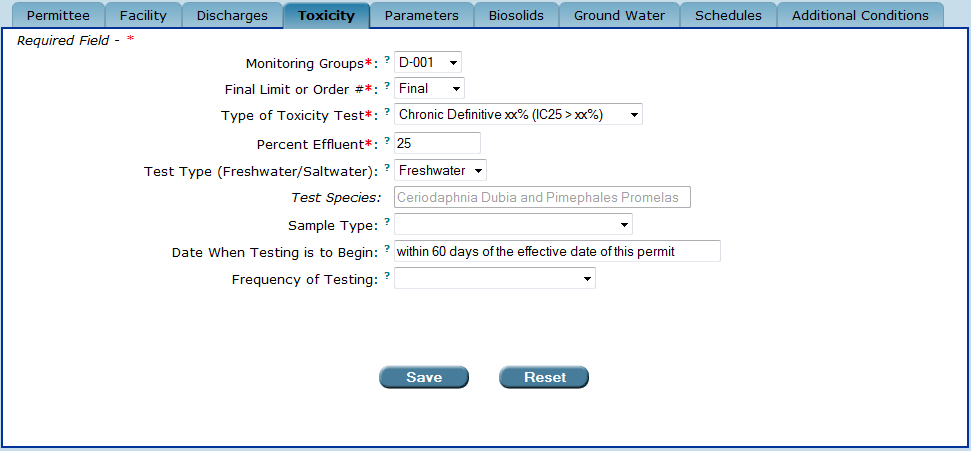 Permittee Facility Discharges Toxicity Parameters Biosolids Ground Water Schedules Additional Conditions
Required Field - *
Monitoring Groups*: ? D-001
Final Limit or Order #*: ? Final
Type of Toxicity Test*: ? Chronic Definitive xx% (IC25 > xx%)
Percent Effluent*: ? 25
Test Type (Freshwater/Saltwater): ? Freshwater
Test Species: Ceriodaphnia Dubia and Pimephales Promelas
Sample Type: ?
Date When Testing is to Begin: ? within 60 days of the effective date of this permit
Frequency of Testing: ?
Save Reset